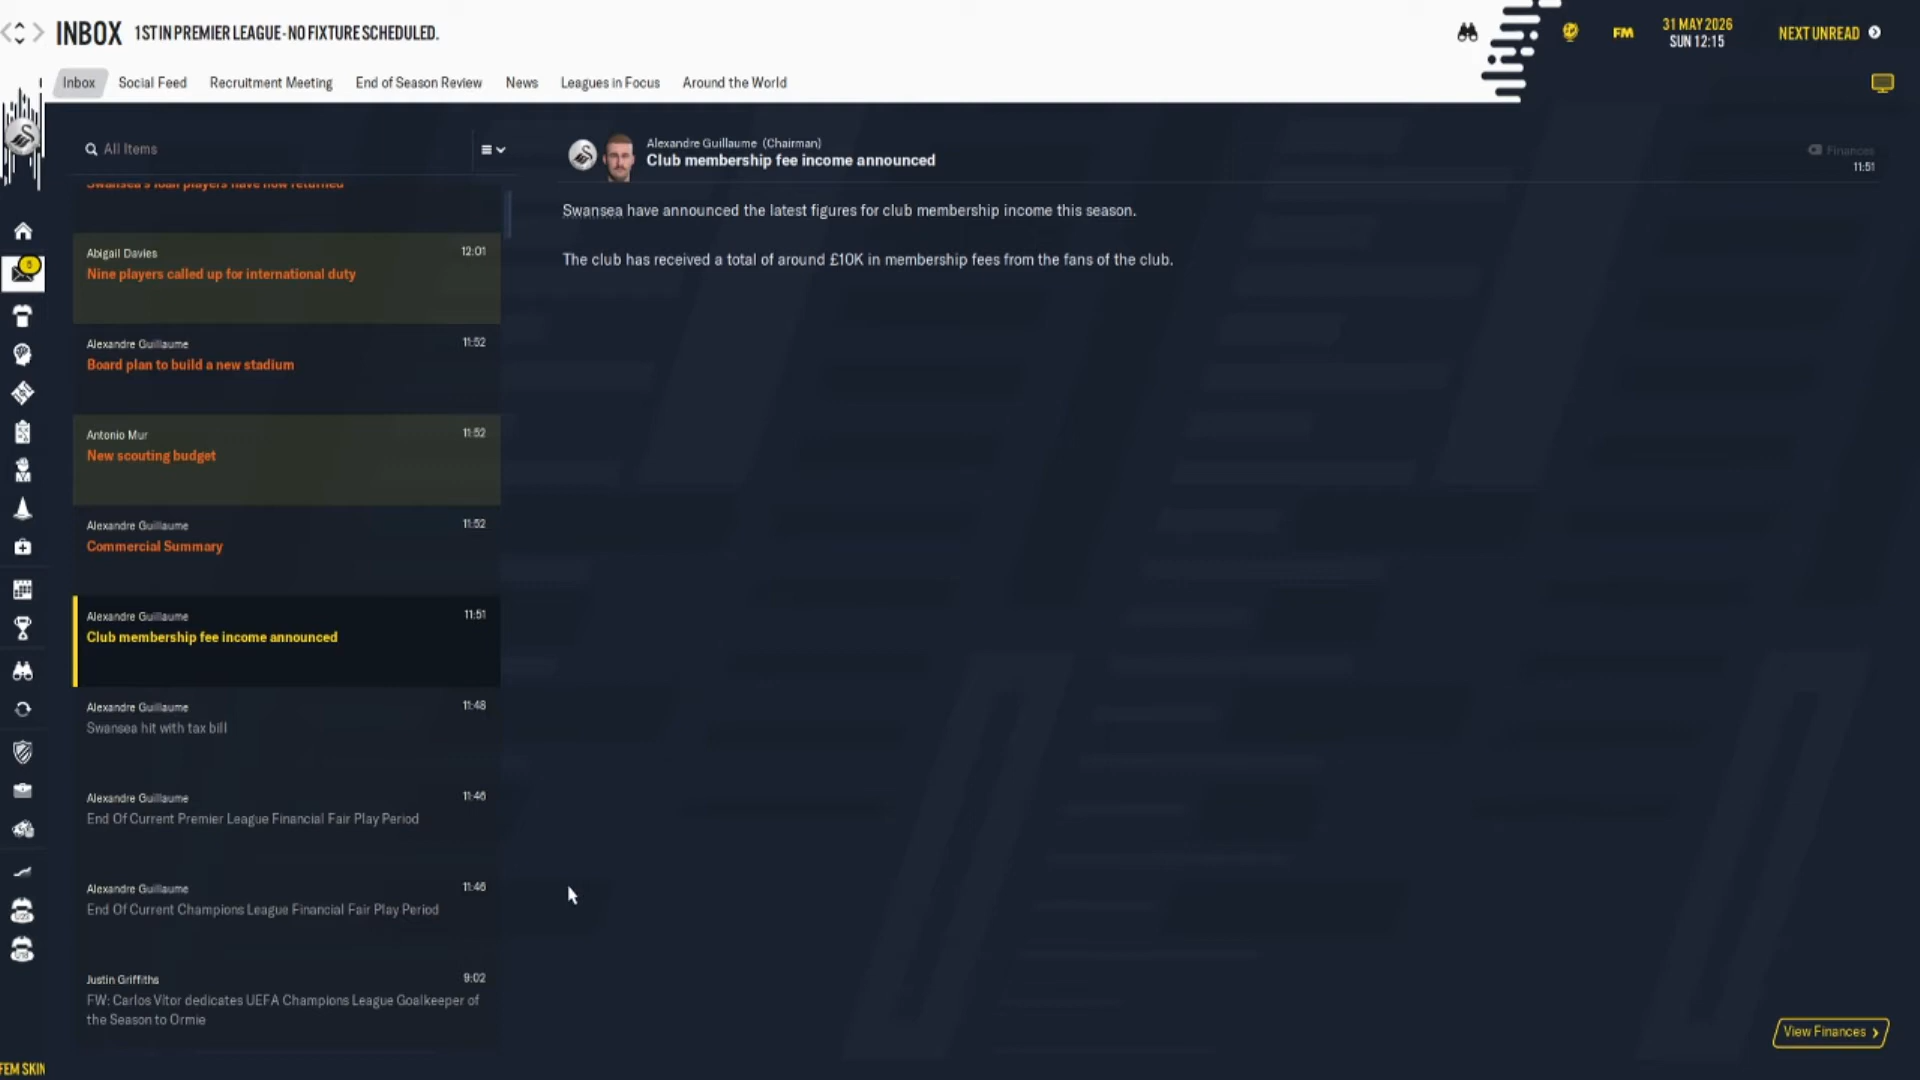 INBOX
1ST IN PREMIER LEAGUE - NO FIXTURE SCHEDULED.
FM
31 MAY 2026
SUN 12:15
NEXT UNREAD
Inbox
Social Feed
Recruitment Meeting
End of Season Review
News
Leagues in Focus
Around the World
All Items
Alexandre Guillaume (Chairman)
Club membership fee income announced
Finances
11:51
Swansea have announced the latest figures for club membership income this season.
The club has received a total of around £10K in membership fees from the fans of the club.
Swansea's loan players have now returned
Abigail Davies
12:01
Nine players called up for international duty
Alexandre Guillaume
11:52
Board plan to build a new stadium
Antonio Mur
11:52
New scouting budget
Alexandre Guillaume
11:52
Commercial Summary
Alexandre Guillaume
11:51
Club membership fee income announced
Alexandre Guillaume
11:48
Swansea hit with tax bill
Alexandre Guillaume
11:46
End Of Current Premier League Financial Fair Play Period
Alexandre Guillaume
11:46
End Of Current Champions League Financial Fair Play Period
Justin Griffiths
9:02
FW: Carlos Vitor dedicates UEFA Champions League Goalkeeper of
the Season to Ormie
View Finances
FEM SKIN